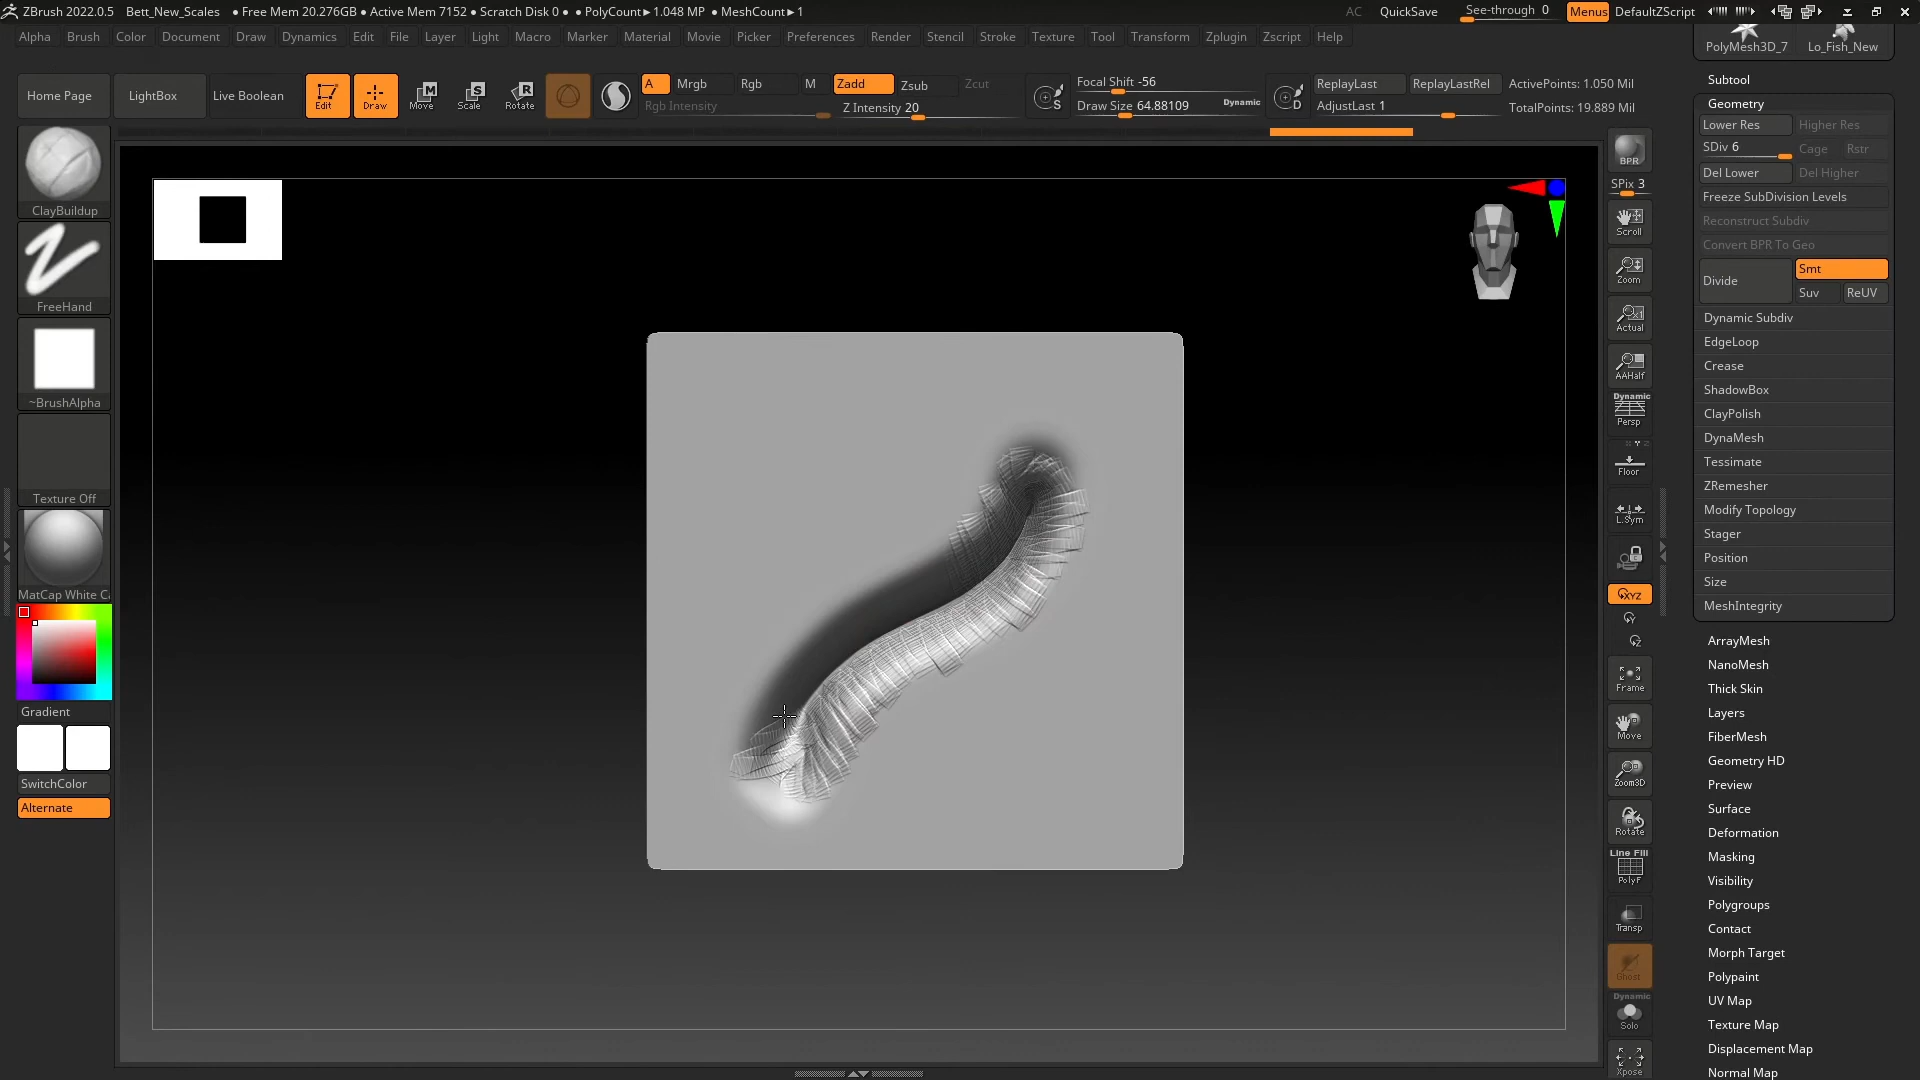 ZBrush 2022.0.5 Bett_New_Scales • Free Mem 20.276GB • Active Mem 7152 • Scratch Disk 0 • • PolyCount▸1.048 MP • MeshCount▸1 AC QuickSave See-through 0 Menus DefaultZScript
Alpha Brush Color Document Draw Dynamics Edit File Layer Light Macro Marker Material Movie Picker Preferences Render Stencil Stroke Texture Tool Transform Zplugin Zscript Help
PolyMesh3D_7 Lo_Fish_New
Home Page LightBox Live Boolean Edit Draw Move Scale Rotate
A Mrgb Rgb M Zadd Zsub Zcut
Rgb Intensity Z Intensity 20
Focal Shift -56
Draw Size 64.88109 Dynamic
ReplayLast ReplayLastRel ActivePoints: 1.050 Mil
AdjustLast 1 TotalPoints: 19.889 Mil
ClayBuildup
FreeHand
~BrushAlpha
Texture Off
MatCap White Ca
Gradient
SwitchColor
Alternate
BPR
SPix 3
Scroll
Zoom
Actual
AAHalf
Dynamic
Persp
Floor
L.Sym
XYZ
Frame
Move
Zoom3D
Rotate
Line Fill
PolyF
Transp
Ghost
Dynamic
Solo
Xpose
Subtool
Geometry
Lower Res Higher Res
SDiv 6 Cage Rstr
Del Lower Del Higher
Freeze SubDivision Levels
Reconstruct Subdiv
Convert BPR To Geo
Divide Smt
Suv ReUV
Dynamic Subdiv
EdgeLoop
Crease
ShadowBox
ClayPolish
DynaMesh
Tessimate
ZRemesher
Modify Topology
Stager
Position
Size
MeshIntegrity
ArrayMesh
NanoMesh
Thick Skin
Layers
FiberMesh
Geometry HD
Preview
Surface
Deformation
Masking
Visibility
Polygroups
Contact
Morph Target
Polypaint
UV Map
Texture Map
Displacement Map
Normal Map